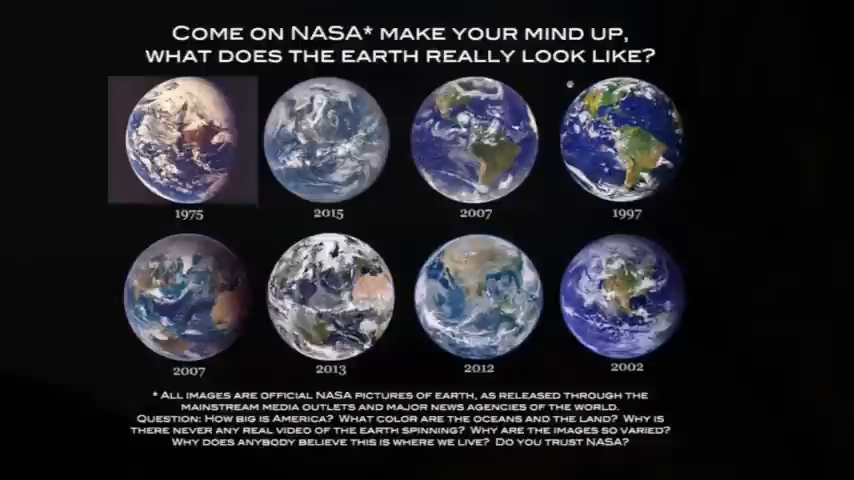 COME ON NASA* MAKE YOUR MIND UP,
WHAT DOES THE EARTH REALLY LOOK LIKE?
1975
2015
2007
1997
2007
2013
2012
2002
* ALL IMAGES ARE OFFICIAL NASA PICTURES OF EARTH, AS RELEASED THROUGH THE
MAINSTREAM MEDIA OUTLETS AND MAJOR NEWS AGENCIES OF THE WORLD.
QUESTION: HOW BIG IS AMERICA? WHAT COLOR ARE THE OCEANS AND THE LAND? WHY IS
THERE NEVER ANY REAL VIDEO OF THE EARTH SPINNING? WHY ARE THE IMAGES SO VARIED?
WHY DOES ANYBODY BELIEVE THIS IS WHERE WE LIVE? DO YOU TRUST NASA?